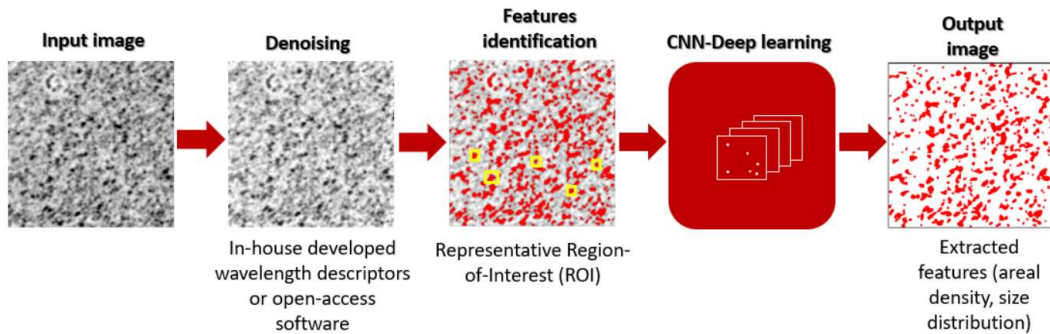 Input image
Denoising
Features
identification
CNN-Deep learning
Output
image
In-house developed
wavelength descriptors
or open-access
software
Representative Region-
of-Interest (ROI)
Extracted
features (areal
density, size
distribution)